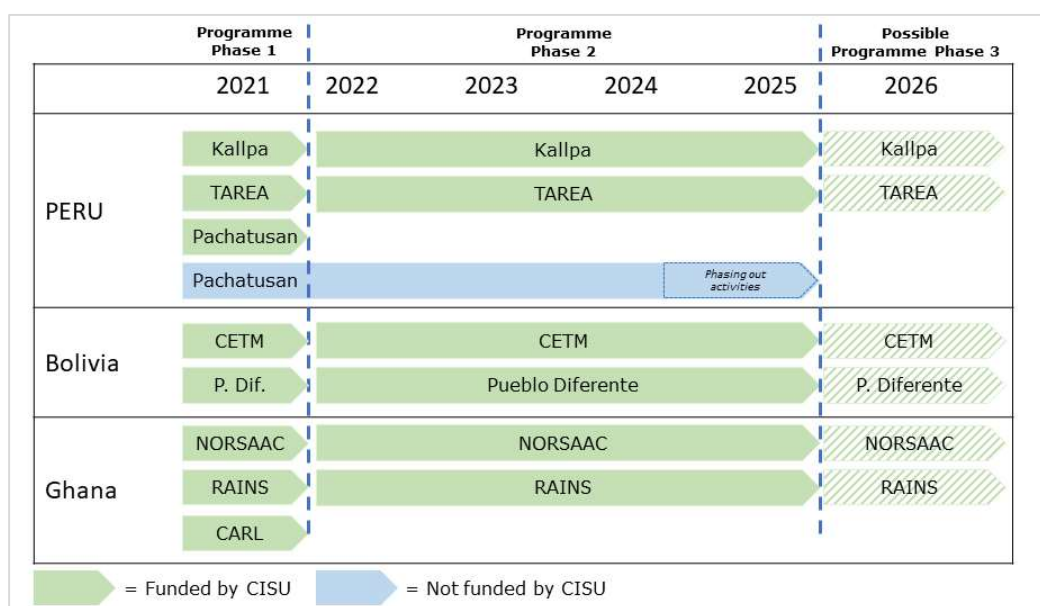 Programme
Phase 1
Programme
Phase 2
Possible
Programme Phase 3
2021 2022 2023 2024 2025 2026
PERU
Kallpa Kallpa Kallpa
TAREA TAREA TAREA
Pachatusan
Pachatusan Phasing out
activities
Bolivia
CETM CETM CETM
P. Dif. Pueblo Diferente P. Diferente
Ghana
NORSAAC NORSAAC NORSAAC
RAINS RAINS RAINS
CARL
= Funded by CISU = Not funded by CISU